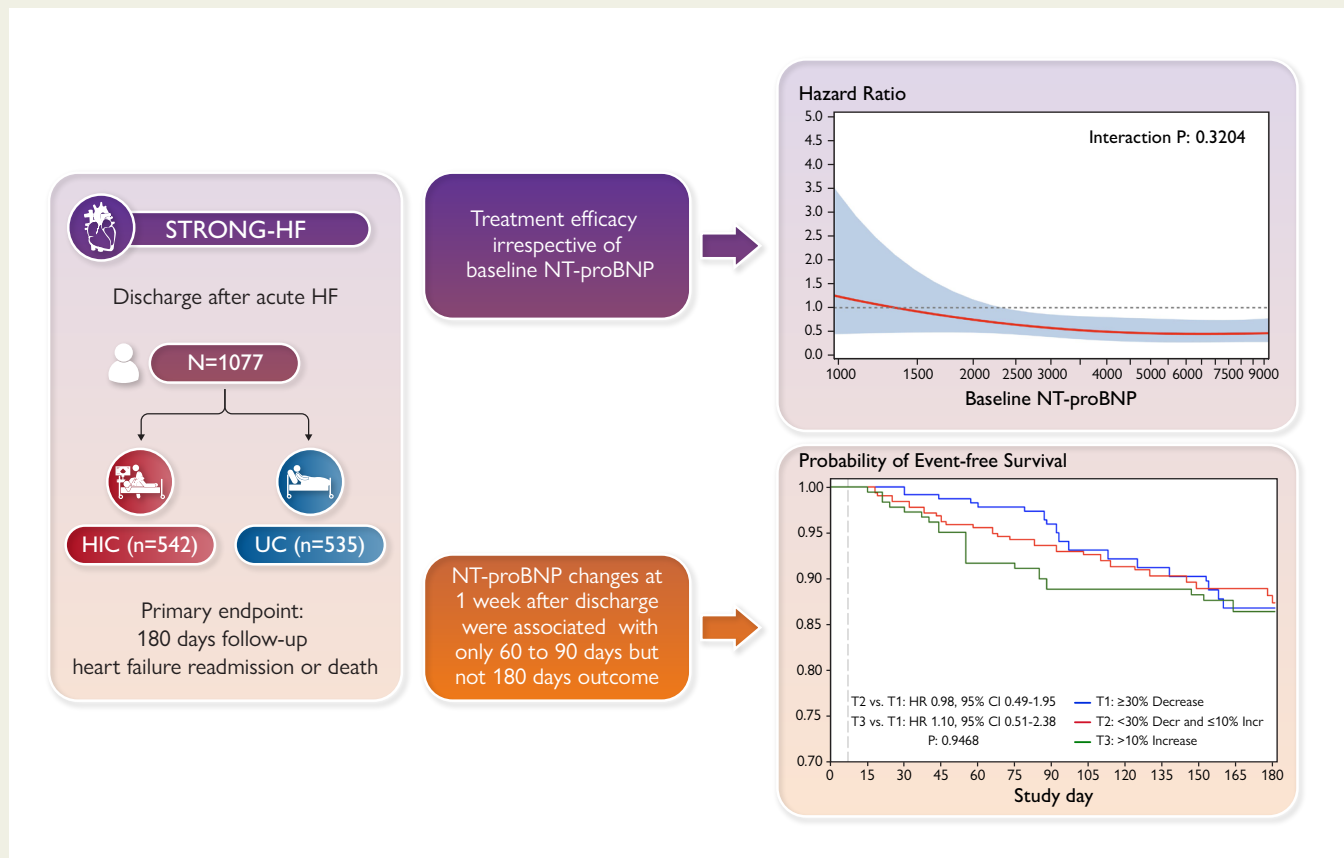 STRONG-HF
Discharge after acute HF
N=1077
HIC (n=542)
UC (n=535)
Primary endpoint:
180 days follow-up
heart failure readmission or death
Treatment efficacy
irrespective of
baseline NT-proBNP
NT-proBNP changes at
1 week after discharge
were associated with
only 60 to 90 days but
not 180 days outcome
Hazard Ratio
5.0
4.5
4.0
3.5
3.0
2.5
2.0
1.5
1.0
0.5
0.0
Interaction P: 0.3204
1000 1500 2000 2500 3000 4000 5000 6000 7500 9000
Baseline NT-proBNP
Probability of Event-free Survival
1.00
0.95
0.90
0.85
0.80
0.75
0.70
T2 vs. T1: HR 0.98, 95% CI 0.49-1.95
T3 vs. T1: HR 1.10, 95% CI 0.51-2.38
P: 0.9468
T1: ≥30% Decrease
T2: <30% Decr and ≤10% Incr
T3: >10% Increase
0 15 30 45 60 75 90 105 120 135 150 165 180
Study day